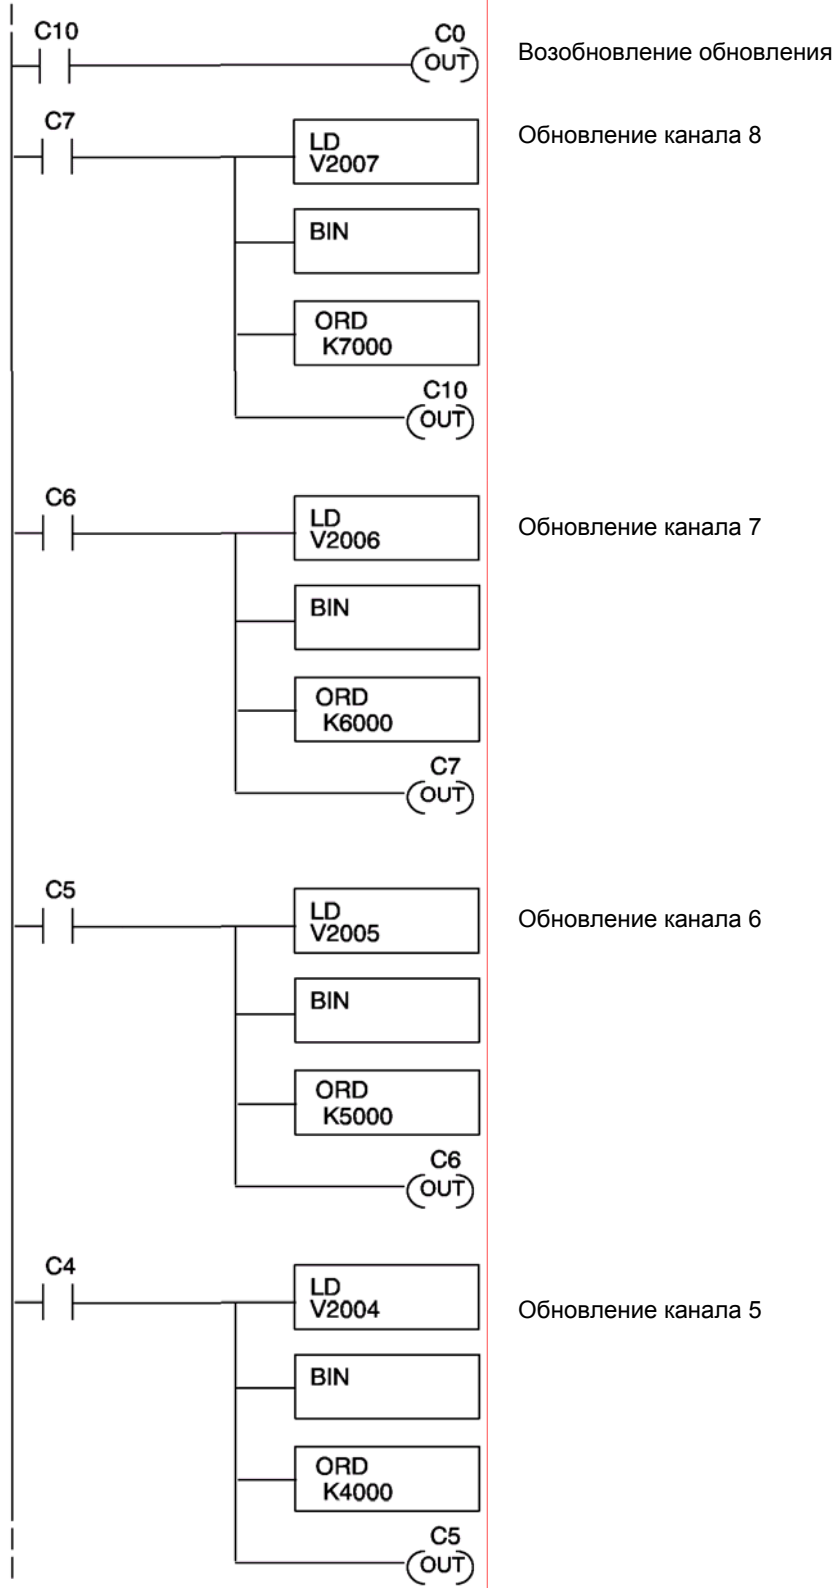 C10
C0
OUT
Возобновление обновления
C7
LD
V2007
Обновление канала 8
BIN
ORD
K7000
C10
OUT
C6
LD
V2006
Обновление канала 7
BIN
ORD
K6000
C7
OUT
C5
LD
V2005
Обновление канала 6
BIN
ORD
K5000
C6
OUT
C4
LD
V2004
Обновление канала 5
BIN
ORD
K4000
C5
OUT